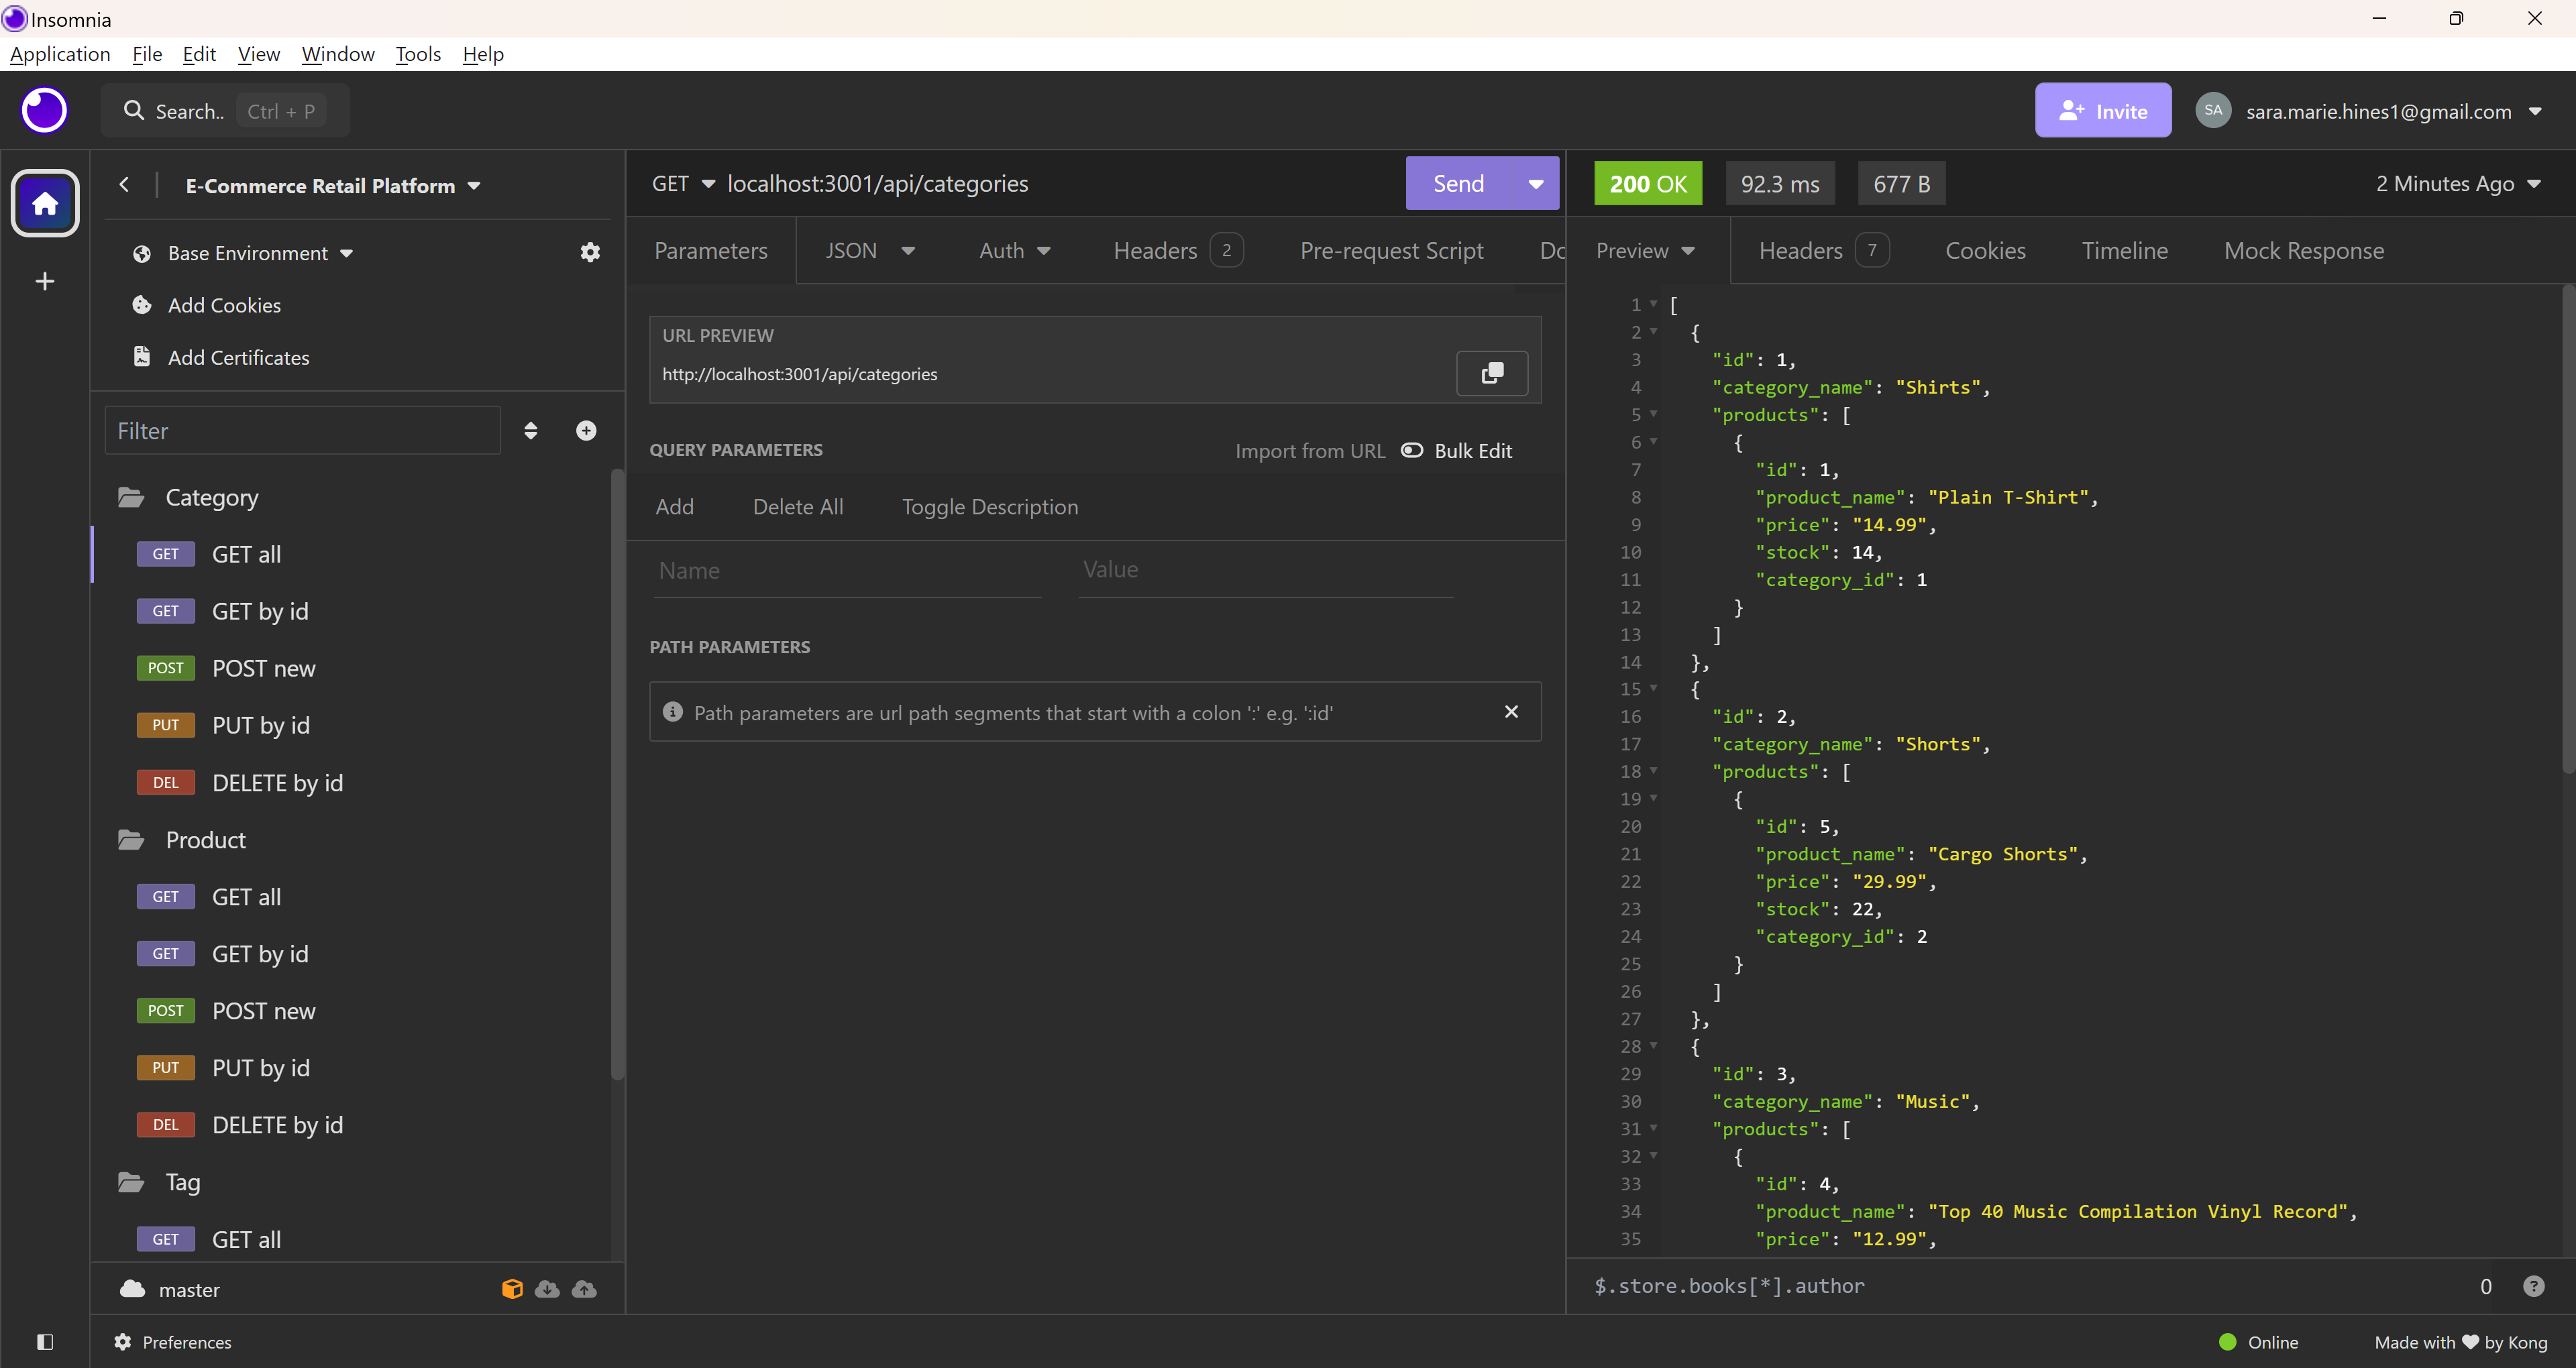 Insomnia
Application File Edit View Window Tools Help
Search.. Ctrl + P
Invite SA sara.marie.hines1@gmail.com
E-Commerce Retail Platform
Base Environment
Add Cookies
Add Certificates
Filter
Category
GET GET all
GET GET by id
POST POST new
PUT PUT by id
DEL DELETE by id
Product
GET GET all
GET GET by id
POST POST new
PUT PUT by id
DEL DELETE by id
Tag
GET GET all
master
Preferences
GET localhost:3001/api/categories Send
Parameters JSON Auth Headers 2 Pre-request Script Do
URL PREVIEW
http://localhost:3001/api/categories
QUERY PARAMETERS Import from URL Bulk Edit
Add Delete All Toggle Description
Name Value
PATH PARAMETERS
Path parameters are url path segments that start with a colon ':' e.g. ':id'
200 OK 92.3 ms 677 B 2 Minutes Ago
Preview Headers 7 Cookies Timeline Mock Response
1 [
2 {
3 "id": 1,
4 "category_name": "Shirts",
5 "products": [
6 {
7 "id": 1,
8 "product_name": "Plain T-Shirt",
9 "price": "14.99",
10 "stock": 14,
11 "category_id": 1
12 }
13 ]
14 },
15 {
16 "id": 2,
17 "category_name": "Shorts",
18 "products": [
19 {
20 "id": 5,
21 "product_name": "Cargo Shorts",
22 "price": "29.99",
23 "stock": 22,
24 "category_id": 2
25 }
26 ]
27 },
28 {
29 "id": 3,
30 "category_name": "Music",
31 "products": [
32 {
33 "id": 4,
34 "product_name": "Top 40 Music Compilation Vinyl Record",
35 "price": "12.99",
$.store.books[*].author 0
Online Made with ❤ by Kong